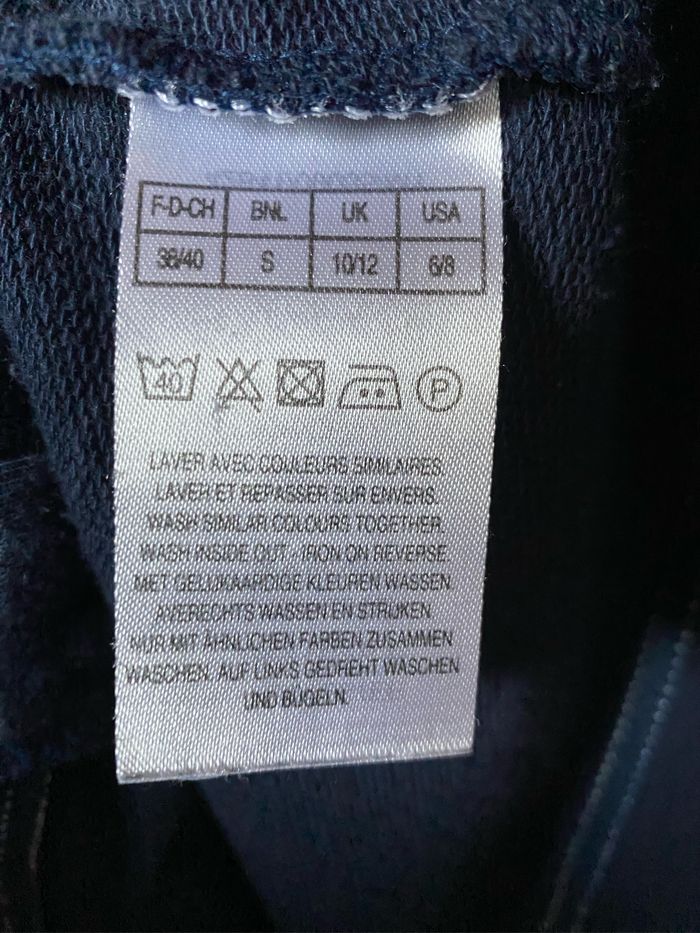 F-D-CH BNL UK USA
38/40 S 10/12 6/8
40 P
LAVER AVEC COULEURS SIMILAIRES.
LAVER ET REPASSER SUR ENVERS.
WASH SIMILAR COLOURS TOGETHER.
WASH INSIDE OUT - IRON ON REVERSE
MET GELIJKAARDIGE KLEUREN WASSEN.
AVERECHTS WASSEN EN STRIJKEN.
NUR MIT ÄHNLICHEN FARBEN ZUSAMMEN
WASCHEN. AUF LINKS GEDREHT WASCHEN
UND BÜGELN.